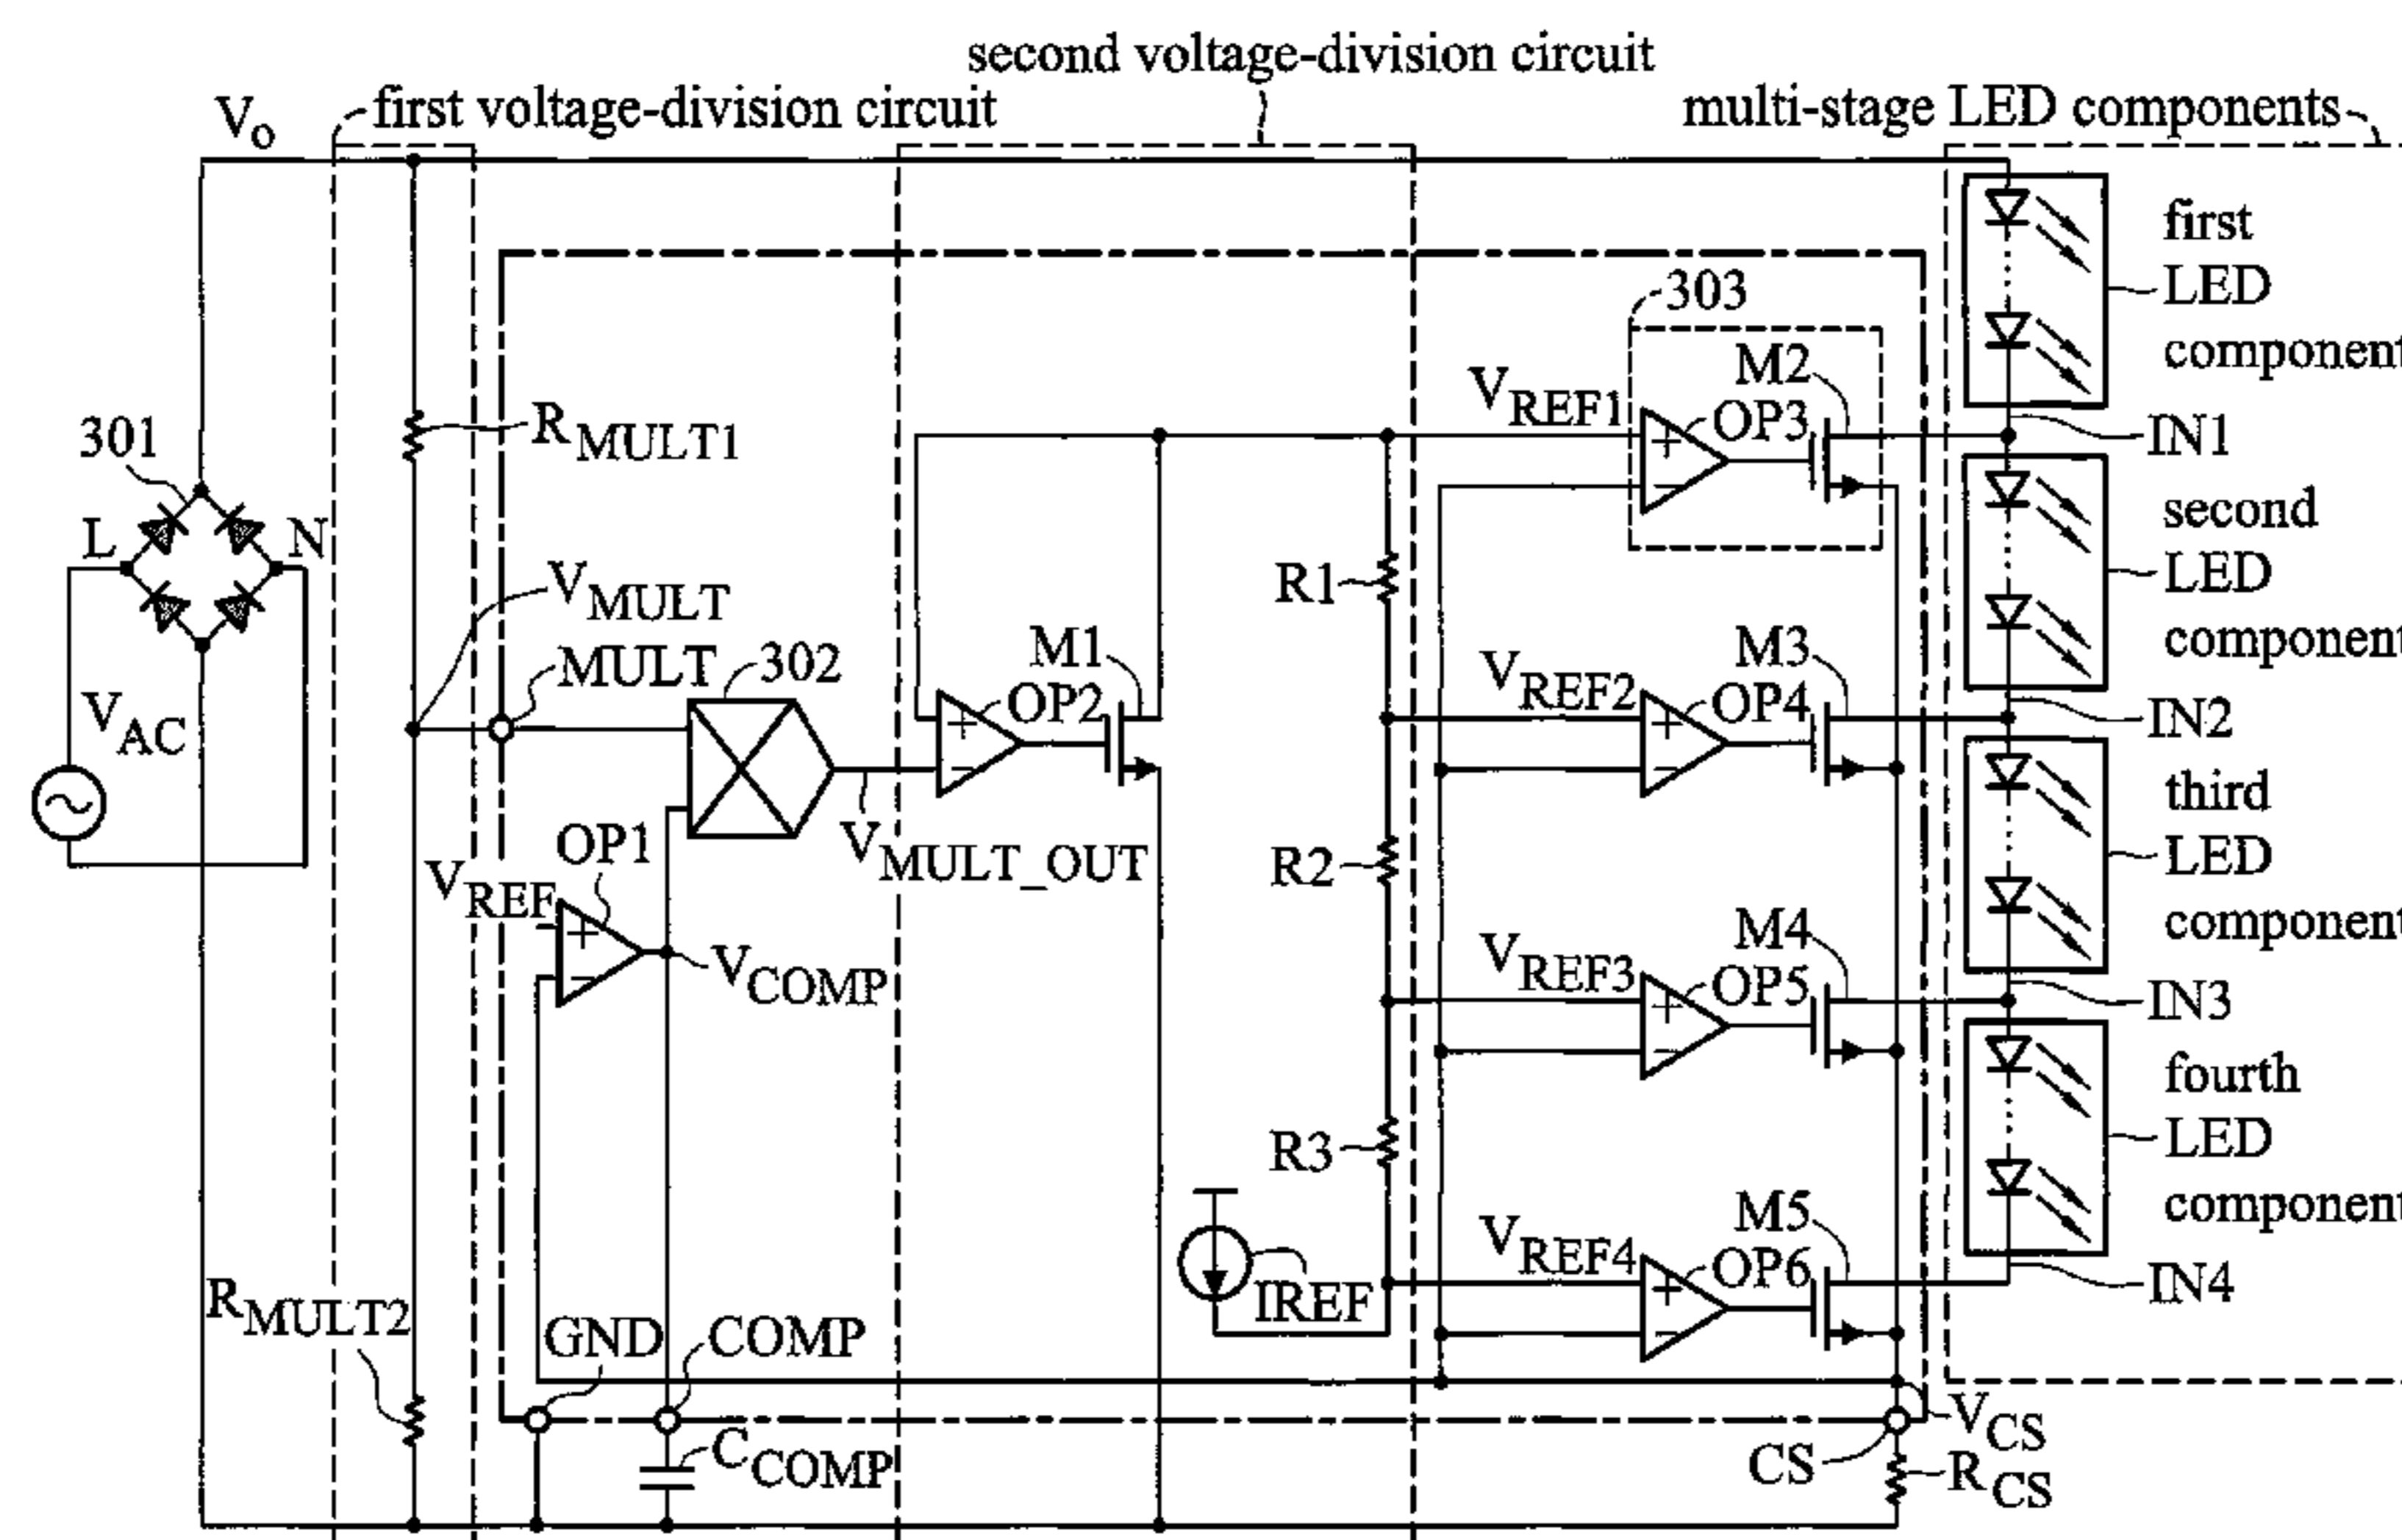 second voltage-division circuit
first voltage-division circuit
multi-stage LED components
Vo
303
first
LED
component
M2
VREF1
OP3
301
RMULT1
IN1
L
N
second
LED
component
R1
VMULT
MULT
302
M1
OP2
VREF2
M3
OP4
IN2
VAC
third
LED
component
OP1
VMULT_OUT
R2
VREF
VCOMP
VREF3
M4
OP5
IN3
fourth
LED
component
R3
VREF4
M5
OP6
IREF
IN4
RMULT2
GND
COMP
VCS
CS
RCS
CCOMP